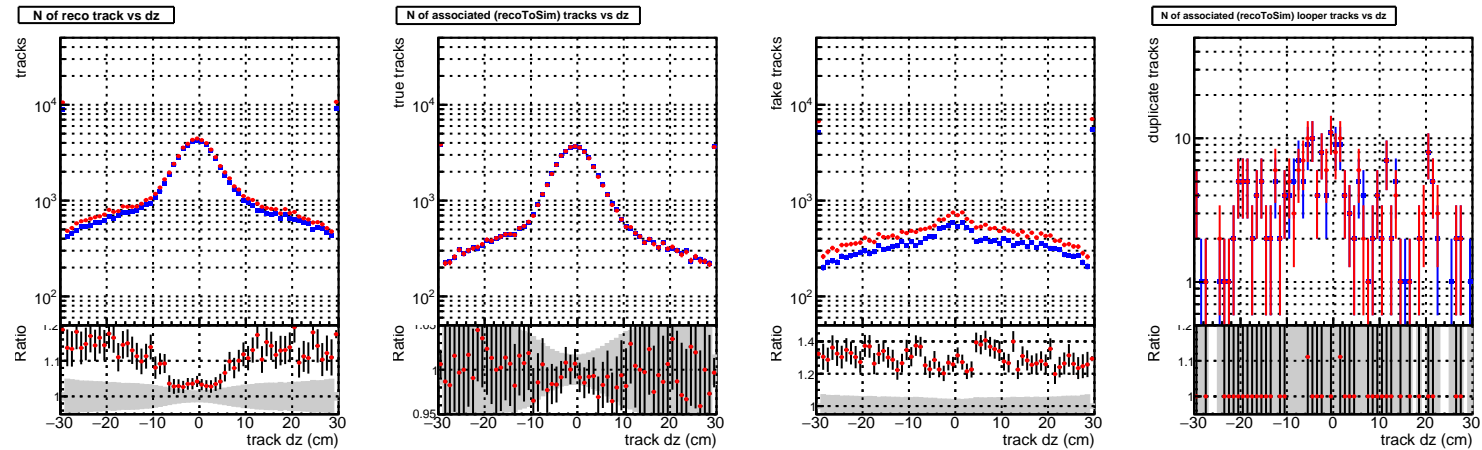 N of reco track vs dz
tracks
10^4
10^3
10^2
Ratio
1.2
1.1
1
−30 −20 −10 0 10 20 30
track dz (cm)
N of associated (recoToSim) tracks vs dz
true tracks
10^4
10^3
10^2
Ratio
1.05
1
0.95
−30 −20 −10 0 10 20 30
track dz (cm)
fake tracks
10^4
10^3
10^2
Ratio
1.4
1.2
1
−30 −20 −10 0 10 20 30
track dz (cm)
N of associated (recoToSim) looper tracks vs dz
duplicate tracks
10
1
Ratio
1.2
1.1
1
−30 −20 −10 0 10 20 30
track dz (cm)